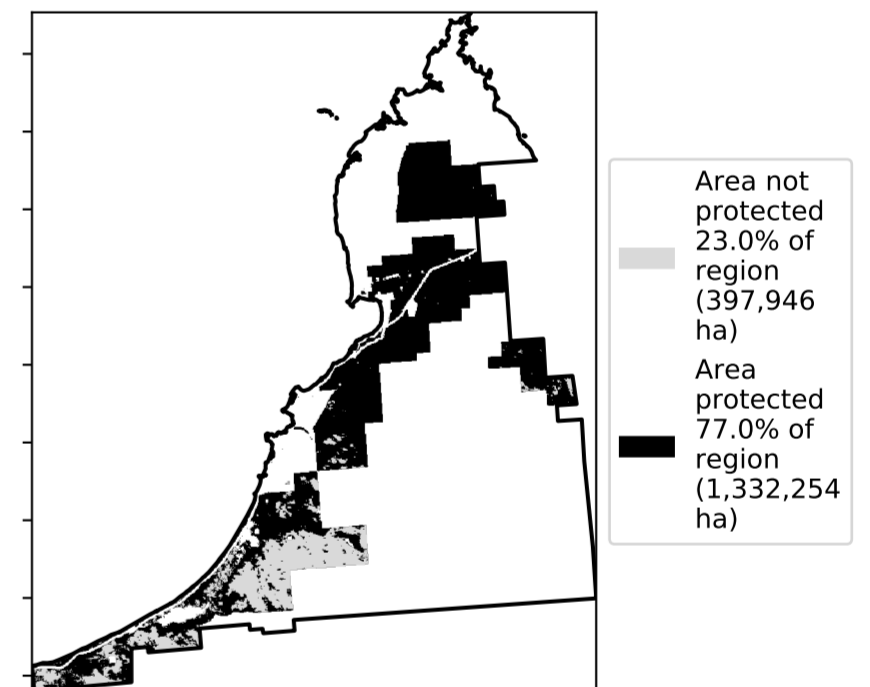 Area not
protected
23.0% of
region
(397,946
ha)
Area
protected
77.0% of
region
(1,332,254
ha)